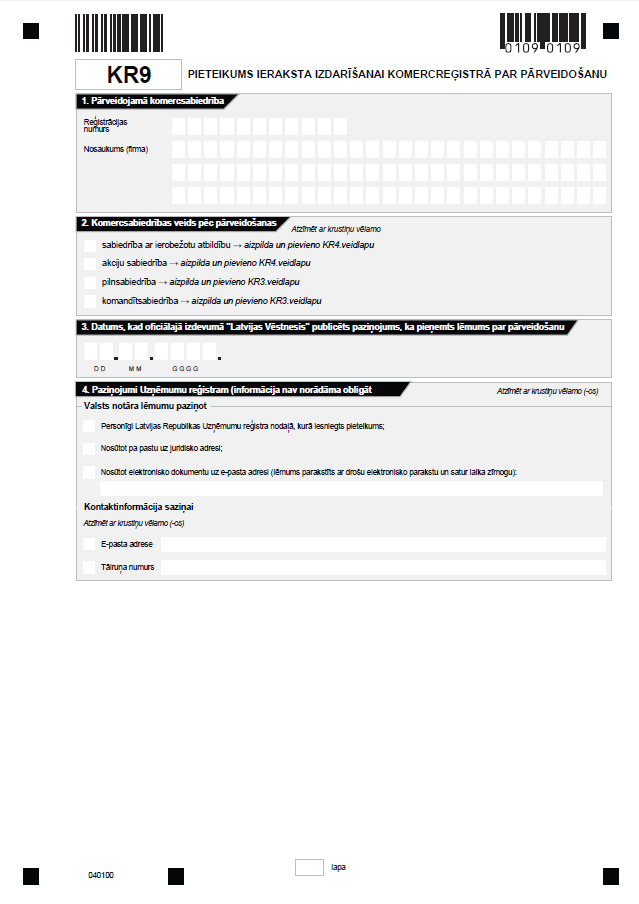 0109 0109
KR9
PIETEIKUMS IERAKSTA IZDARĪŠANAI KOMERCREĢISTRĀ PAR PĀRVEIDOŠANU
1. Pārveidojamā komercsabiedrība
Reģistrācijas
numurs
Nosaukums (firma)
2. Komercsabiedrības veids pēc pārveidošanas
Atzīmēt ar krustiņu vēlamo
sabiedrība ar ierobežotu atbildību → aizpilda un pievieno KR4.veidlapu
akciju sabiedrība → aizpilda un pievieno KR4.veidlapu
pilnsabiedrība → aizpilda un pievieno KR3.veidlapu
komandītsabiedrība → aizpilda un pievieno KR3.veidlapu
3. Datums, kad oficiālajā izdevumā "Latvijas Vēstnesis" publicēts paziņojums, ka pieņemts lēmums par pārveidošanu
. . .
D D M M G G G G
4. Paziņojumi Uzņēmumu reģistram (informācija nav norādāma obligāt
Atzīmēt ar krustiņu vēlamo (-os)
Valsts notāra lēmumu paziņot
Personīgi Latvijas Republikas Uzņēmumu reģistra nodaļā, kurā iesniegts pieteikums;
Nosūtot pa pastu uz juridisko adresi;
Nosūtot elektronisko dokumentu uz e-pasta adresi (lēmums parakstīts ar drošu elektronisko parakstu un satur laika zīmogu):
Kontaktinformācija saziņai
Atzīmēt ar krustiņu vēlamo (-os)
E-pasta adrese
Tālruņa numurs
040100
lapa